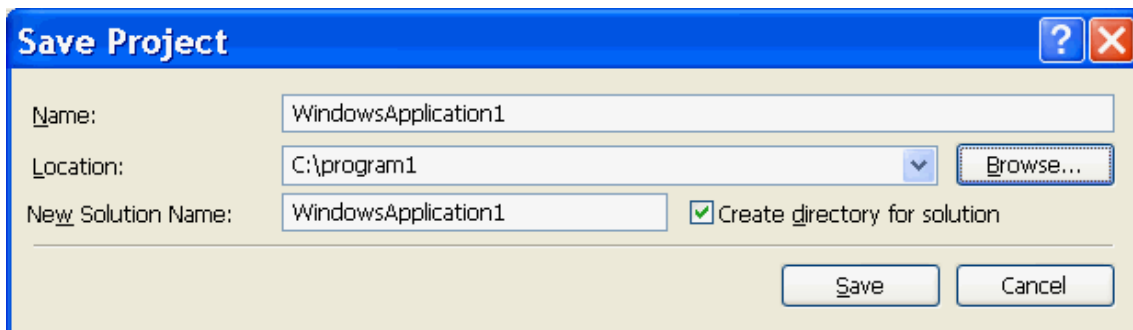 Save Project
Name: WindowsApplication1
Location: C:\program1 Browse...
New Solution Name: WindowsApplication1 Create directory for solution
Save Cancel